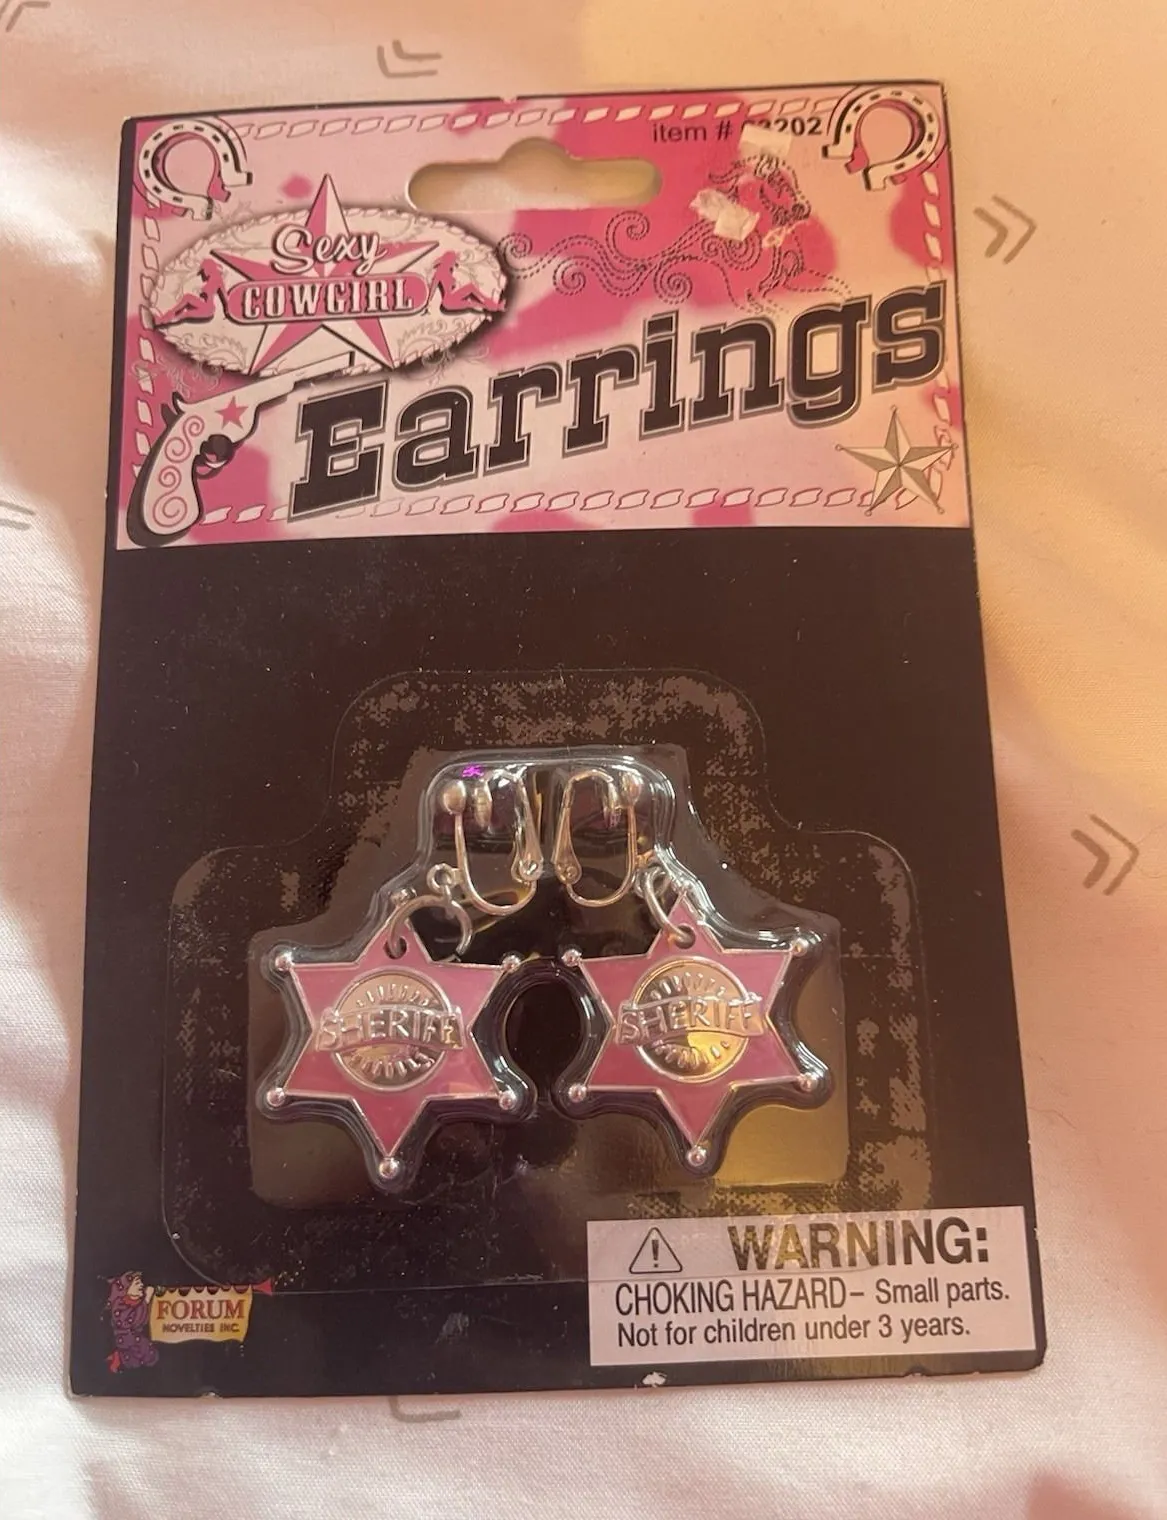 item #
Sexy
COWGIRL
Earrings
SHERIFF
SHERIFF
WARNING:
CHOKING HAZARD – Small parts.
Not for children under 3 years.
FORUM
NOVELTIES INC.